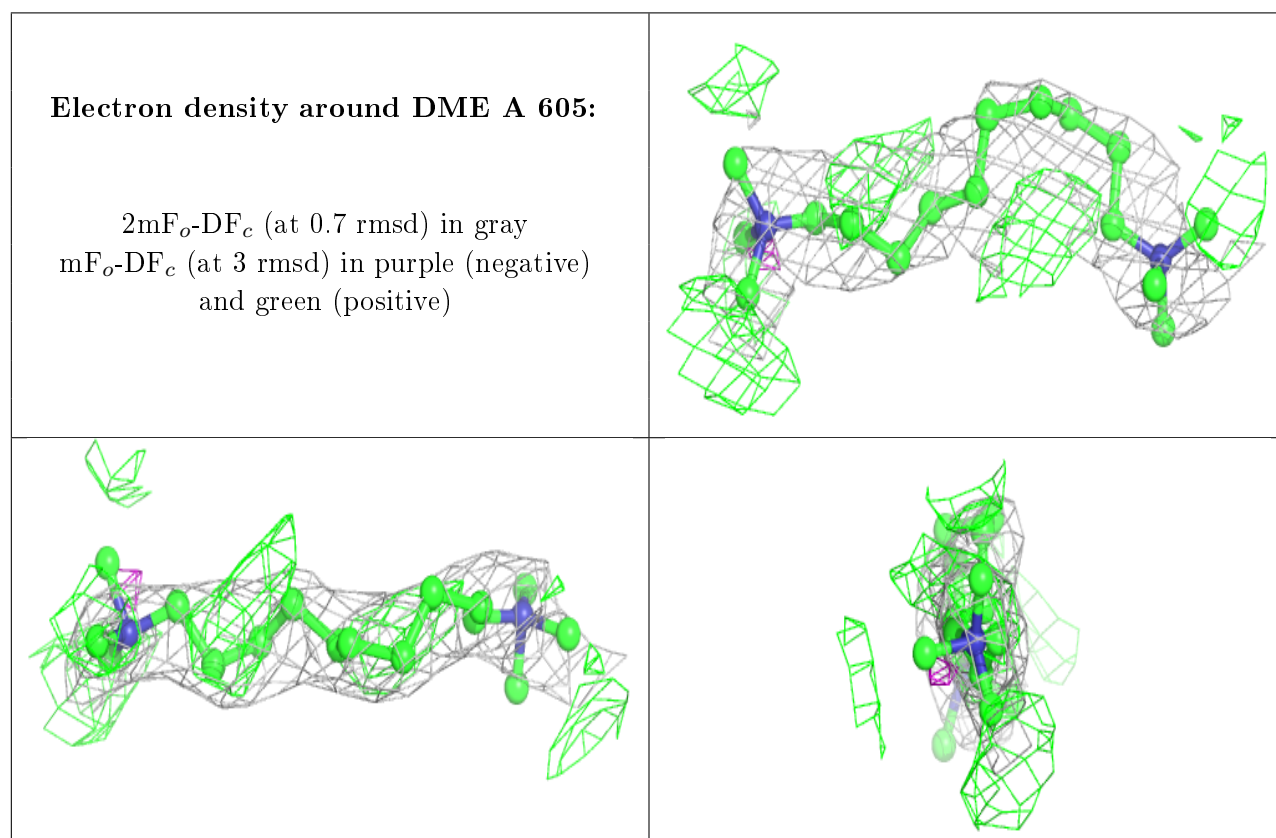 Electron density around DME A 605:
2mFₒ-DF𝒸 (at 0.7 rmsd) in gray
mFₒ-DF𝒸 (at 3 rmsd) in purple (negative)
and green (positive)